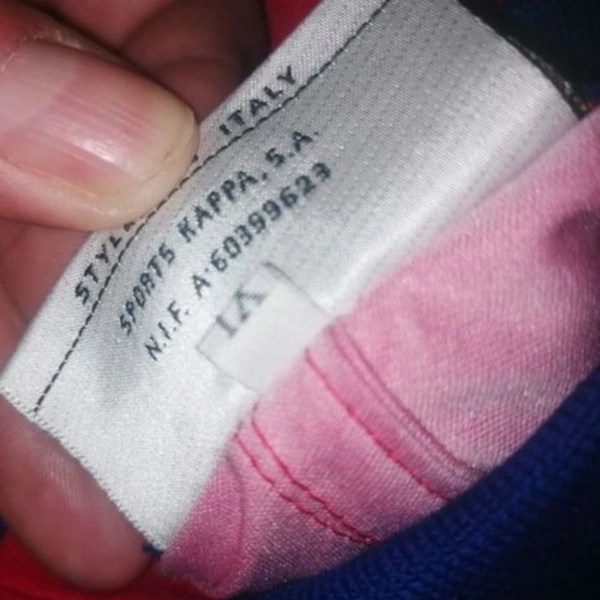 ITALY
SPORTS KAPPA, S.A.
N.I.F. A-60399623